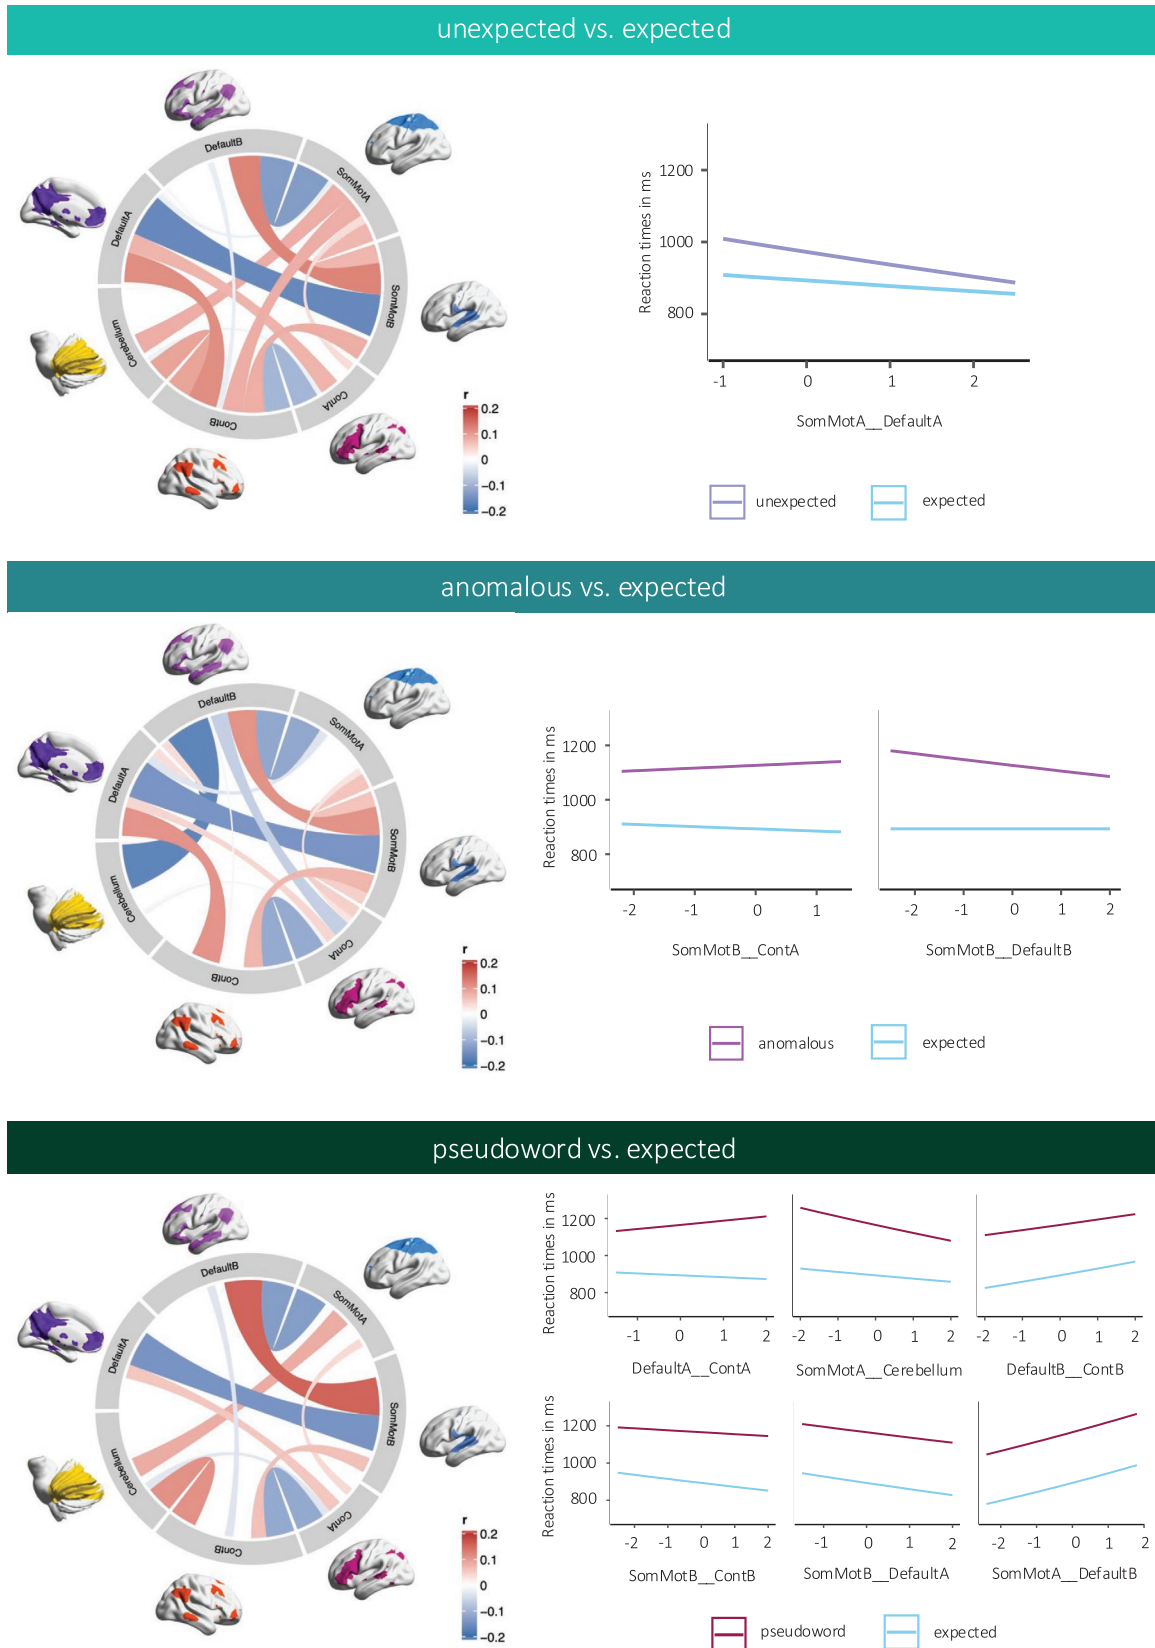 unexpected vs. expected
DefaultB
SomMotA
DefaultA
SomMotB
Cerebellum
ContA
ContB
r
0.2
0.1
0
−0.1
−0.2
Reaction times in ms
1200
1000
800
-1 0 1 2
SomMotA__DefaultA
unexpected expected
anomalous vs. expected
DefaultB
SomMotA
DefaultA
SomMotB
Cerebellum
ContA
ContB
r
0.2
0.1
0
−0.1
−0.2
Reaction times in ms
1200
1000
800
-2 -1 0 1
-2 -1 0 1 2
SomMotB__ContA
SomMotB__DefaultB
anomalous expected
pseudoword vs. expected
DefaultB
SomMotA
DefaultA
SomMotB
Cerebellum
ContA
ContB
r
0.2
0.1
0
−0.1
−0.2
Reaction times in ms
1200
1000
800
-1 0 1 2
-2 -1 0 1 2
-2 -1 0 1 2
DefaultA__ContA
SomMotA__Cerebellum
DefaultB__ContB
Reaction times in ms
1200
1000
800
-2 -1 0 1 2
-1 0 1 2
-2 -1 0 1 2
SomMotB__ContB
SomMotB__DefaultA
SomMotA__DefaultB
pseudoword expected